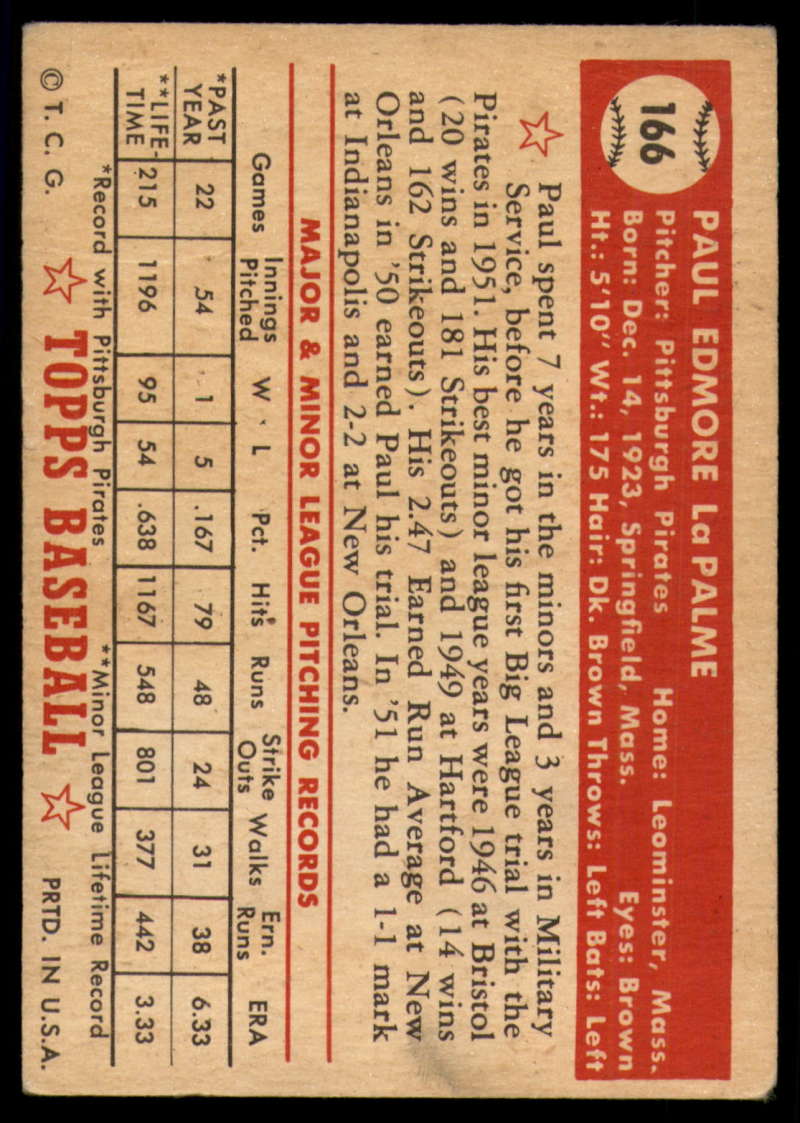 166
PAUL EDMORE La PALME
Pitcher: Pittsburgh Pirates Home: Leominster, Mass.
Born: Dec. 14, 1923, Springfield, Mass. Eyes: Brown
Ht.: 5'10" Wt.: 175 Hair: Dk. Brown Throws: Left Bats: Left
Paul spent 7 years in the minors and 3 years in Military
Service, before he got his first Big League trial with the
Pirates in 1951. His best minor league years were 1946 at Bristol
(20 wins and 181 Strikeouts) and 1949 at Hartford (14 wins
and 162 Strikeouts). His 2.47 Earned Run Average at New
Orleans in '50 earned Paul his trial. In '51 he had a 1-1 mark
at Indianapolis and 2-2 at New Orleans.
MAJOR & MINOR LEAGUE PITCHING RECORDS
Games Innings Pitched W L Pct. Hits Runs Strike Outs Walks Ern. Runs ERA
*PAST YEAR 22 54 1 5 .167 79 48 24 31 38 6.33
**LIFE-TIME 215 1196 95 54 .638 1167 548 801 377 442 3.33
*Record with Pittsburgh Pirates **Minor League Lifetime Record
© T. C. G. TOPPS BASEBALL PRTD. IN U.S.A.